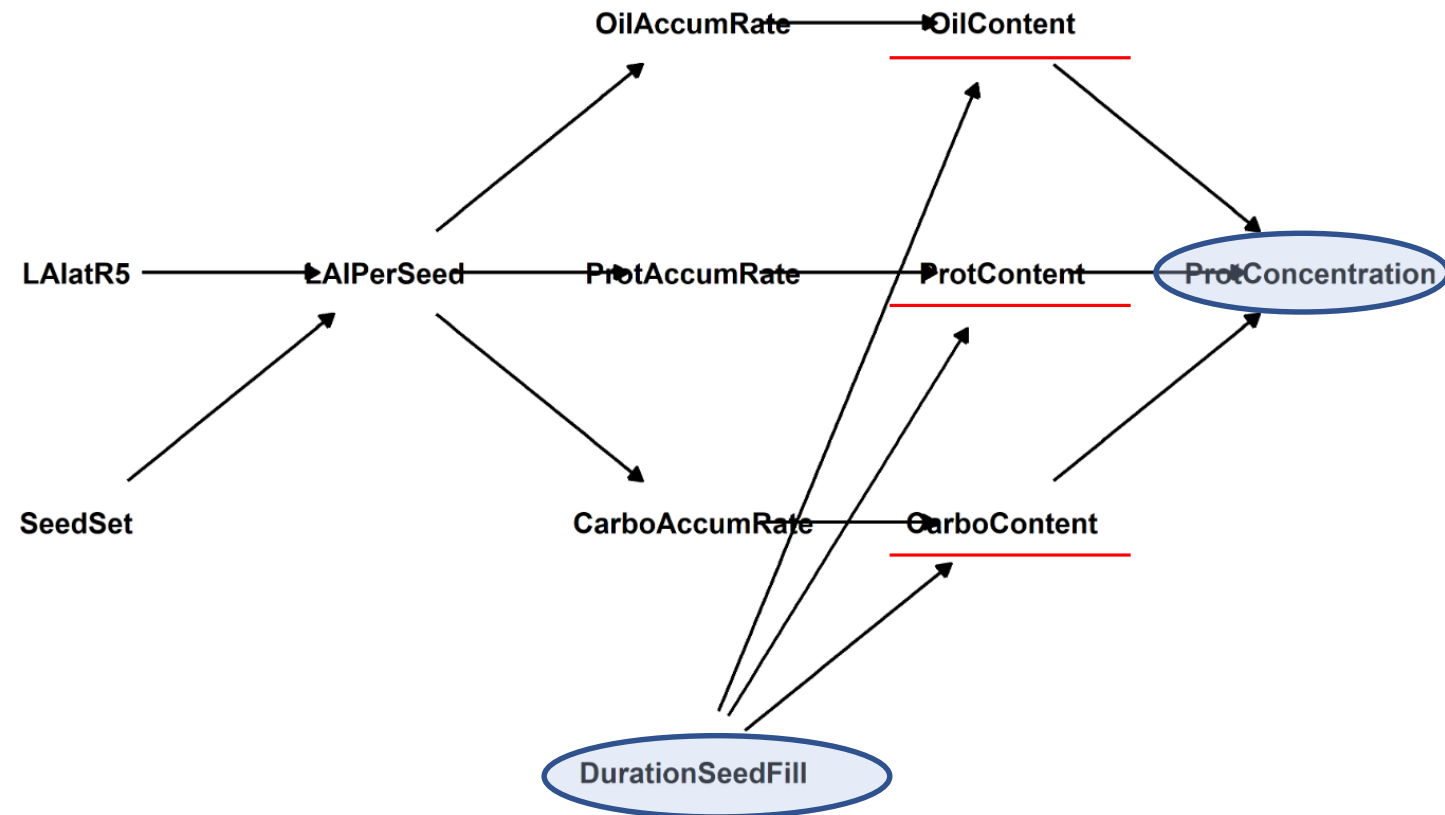 OilAccumRate OilContent
LAIatR5 LAIPerSeed ProtAccumRate ProtContent ProtConcentration
SeedSet CarboAccumRate CarboContent
DurationSeedFill